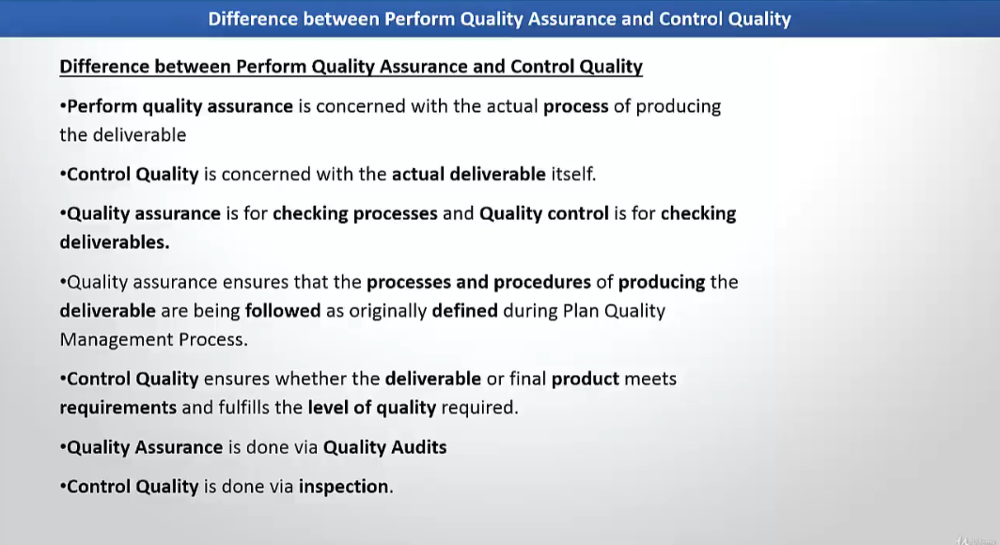 Difference between Perform Quality Assurance and Control Quality
Difference between Perform Quality Assurance and Control Quality
•Perform quality assurance is concerned with the actual process of producing
the deliverable
•Control Quality is concerned with the actual deliverable itself.
•Quality assurance is for checking processes and Quality control is for checking
deliverables.
•Quality assurance ensures that the processes and procedures of producing the
deliverable are being followed as originally defined during Plan Quality
Management Process.
•Control Quality ensures whether the deliverable or final product meets
requirements and fulfills the level of quality required.
•Quality Assurance is done via Quality Audits
•Control Quality is done via inspection.